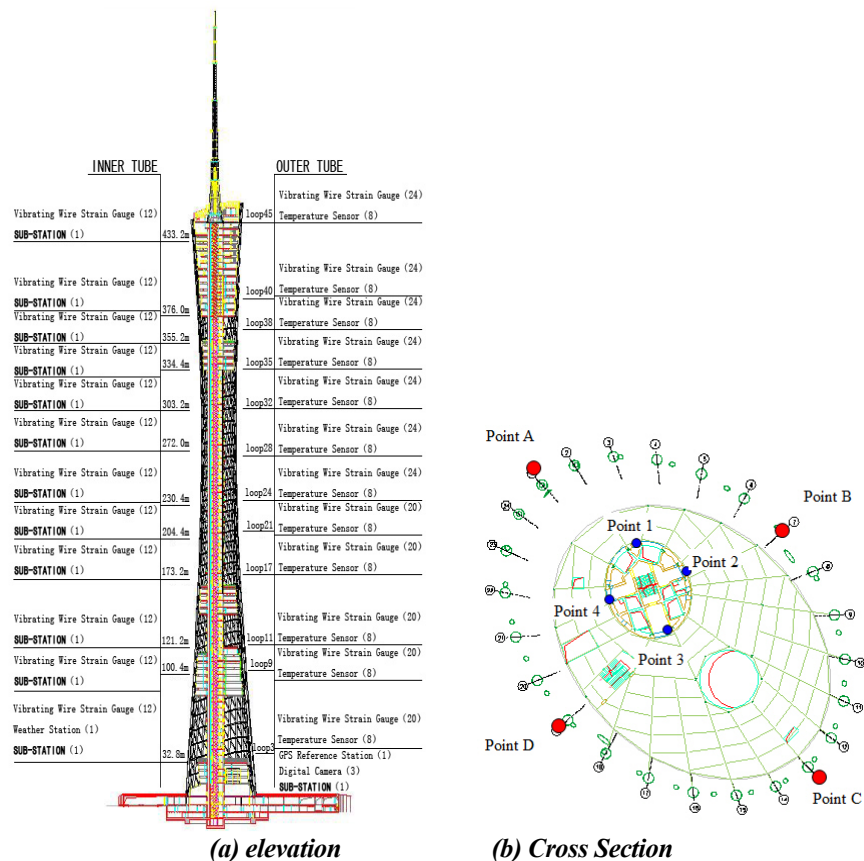 INNER TUBE
OUTER TUBE
Vibrating Wire Strain Gauge (12)
SUB-STATION (1)
433.2m
Vibrating Wire Strain Gauge (12)
SUB-STATION (1)
376.0m
Vibrating Wire Strain Gauge (12)
SUB-STATION (1)
355.2m
Vibrating Wire Strain Gauge (12)
SUB-STATION (1)
334.4m
Vibrating Wire Strain Gauge (12)
SUB-STATION (1)
303.2m
Vibrating Wire Strain Gauge (12)
SUB-STATION (1)
272.0m
Vibrating Wire Strain Gauge (12)
SUB-STATION (1)
230.4m
Vibrating Wire Strain Gauge (12)
SUB-STATION (1)
204.4m
Vibrating Wire Strain Gauge (12)
SUB-STATION (1)
173.2m
Vibrating Wire Strain Gauge (12)
SUB-STATION (1)
121.2m
Vibrating Wire Strain Gauge (12)
SUB-STATION (1)
100.4m
Vibrating Wire Strain Gauge (12)
Weather Station (1)
SUB-STATION (1)
32.8m
Vibrating Wire Strain Gauge (24)
loop45
Temperature Sensor (8)
Vibrating Wire Strain Gauge (24)
loop40
Temperature Sensor (8)
Vibrating Wire Strain Gauge (24)
loop38
Temperature Sensor (8)
Vibrating Wire Strain Gauge (24)
loop35
Temperature Sensor (8)
Vibrating Wire Strain Gauge (24)
loop32
Temperature Sensor (8)
Vibrating Wire Strain Gauge (24)
loop28
Temperature Sensor (8)
Vibrating Wire Strain Gauge (24)
loop24
Temperature Sensor (8)
Vibrating Wire Strain Gauge (20)
loop21
Temperature Sensor (8)
Vibrating Wire Strain Gauge (20)
loop17
Temperature Sensor (8)
Vibrating Wire Strain Gauge (20)
loop11
Temperature Sensor (8)
Vibrating Wire Strain Gauge (20)
loop9
Temperature Sensor (8)
Vibrating Wire Strain Gauge (20)
Temperature Sensor (8)
loop3
GPS Reference Station (1)
Digital Camera (3)
SUB-STATION (1)
(a) elevation
Point A
Point B
Point 1
Point 2
Point 4
Point 3
Point D
Point C
2
3
4
5
7
(b) Cross Section